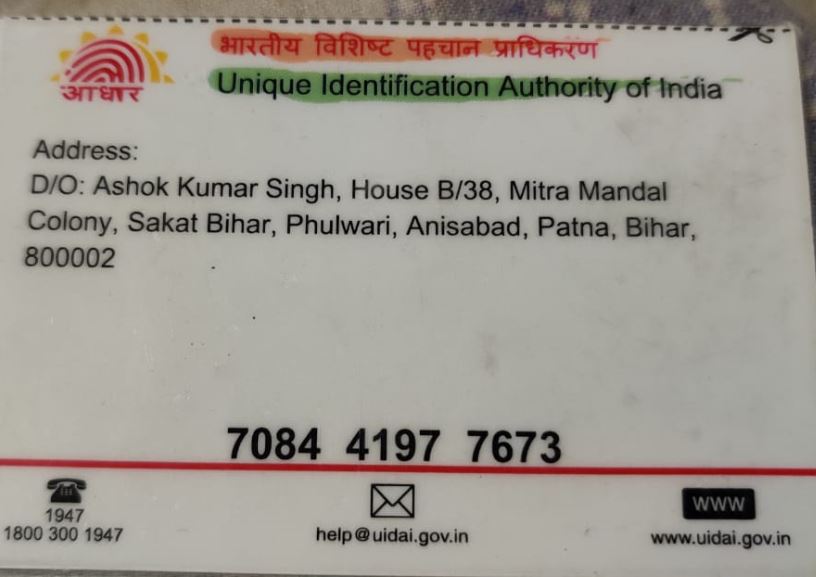 आधार
भारतीय विशिष्ट पहचान प्राधिकरण
Unique Identification Authority of India
Address:
D/O: Ashok Kumar Singh, House B/38, Mitra Mandal
Colony, Sakat Bihar, Phulwari, Anisabad, Patna, Bihar,
800002
7084 4197 7673
1947
1800 300 1947
help@uidai.gov.in
WWW
www.uidai.gov.in